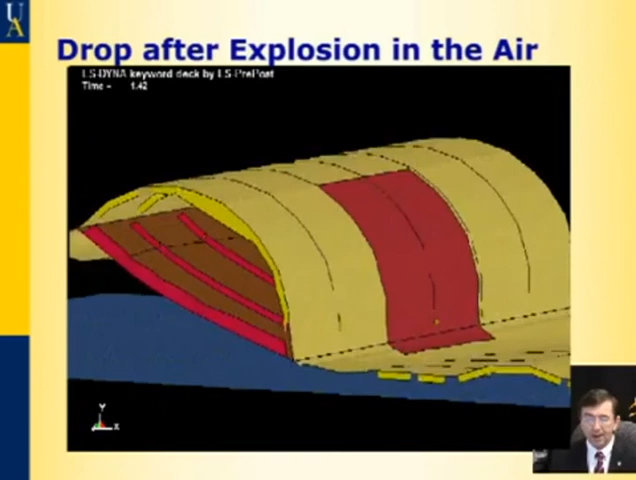 UA
Drop after Explosion in the Air
LS-DYNA keyword deck by LS-PrePost
Time = 1.42
Y
X